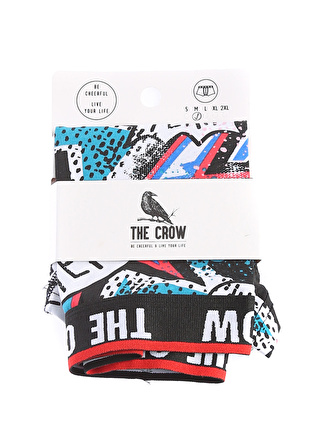 BE
CHEERFUL
LIVE
YOUR LIFE
S M L XL 2XL
THE CROW
BE CHEERFUL & LIVE YOUR LIFE
OW
THE